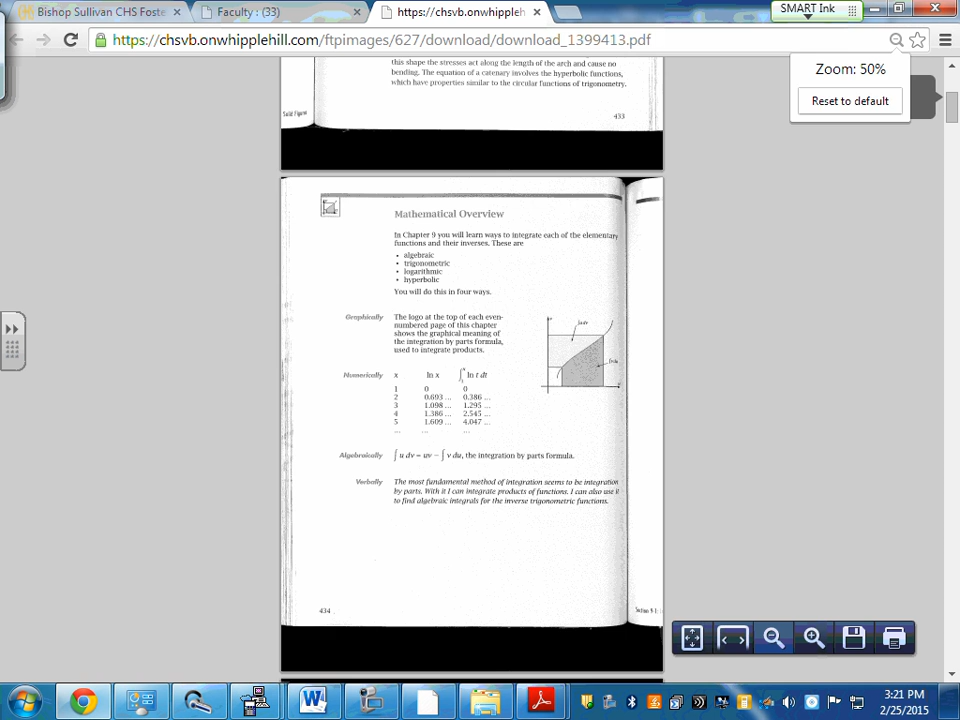 Bishop Sullivan CHS Foste
Faculty : (33)
https://chsvb.onwhippleh
SMART Ink
https://chsvb.onwhipplehill.com/ftpimages/627/download/download_1399413.pdf
Zoom: 50%
Reset to default
this shape the stresses act along the length of the arch and cause no
bending. The equation of a catenary involves the hyperbolic functions,
which have properties similar to the circular functions of trigonometry.
Solid Figure
433
Mathematical Overview
In Chapter 9 you will learn ways to integrate each of the elementary
functions and their inverses. These are
• algebraic
• trigonometric
• logarithmic
• hyperbolic
You will do this in four ways.
Graphically
The logo at the top of each even-
numbered page of this chapter
shows the graphical meaning of
the integration by parts formula,
used to integrate products.
Numerically x ln x ∫₁ˣ ln t dt
1 0 0
2 0.693 ... 0.386 ...
3 1.098 ... 1.295 ...
4 1.386 ... 2.545 ...
5 1.609 ... 4.047 ...
... ... ...
Algebraically ∫ u dv = uv − ∫ v du, the integration by parts formula.
Verbally The most fundamental method of integration seems to be integration
by parts. With it I can integrate products of functions. I can also use it
to find algebraic integrals for the inverse trigonometric functions.
434
Section 9-1
3:21 PM
2/25/2015